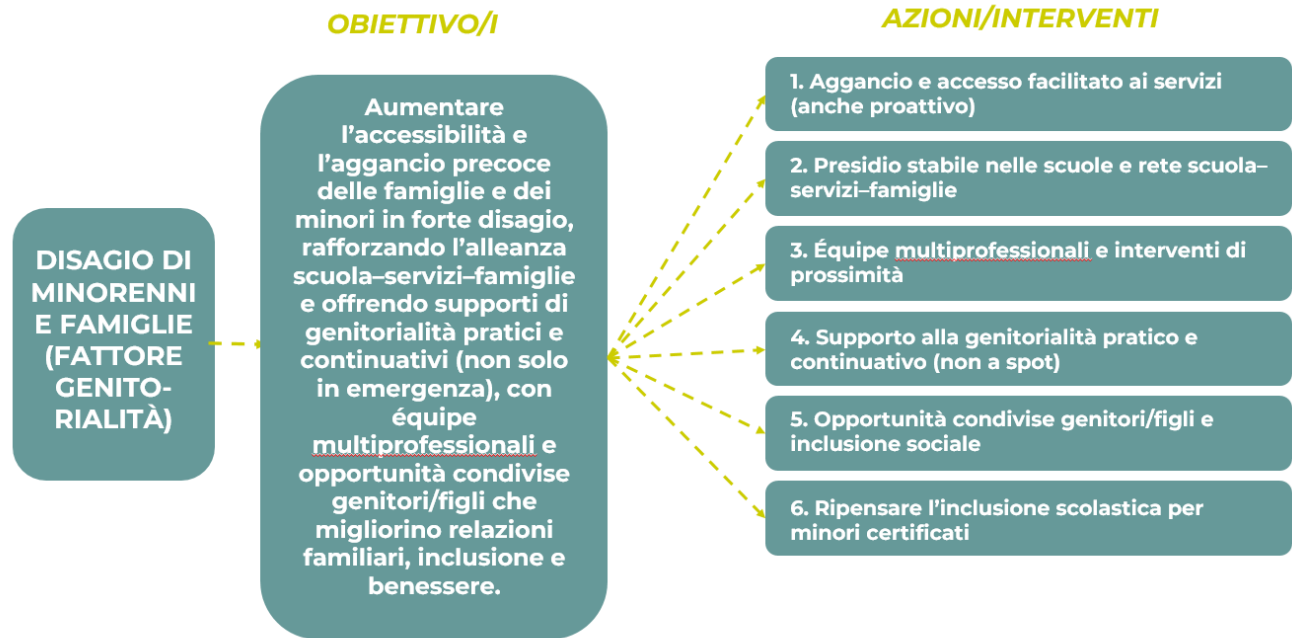 OBIETTIVO/I
AZIONI/INTERVENTI
DISAGIO DI
MINORENNI
E FAMIGLIE
(FATTORE
GENITO-
RIALITÀ)
Aumentare
l’accessibilità e
l’aggancio precoce
delle famiglie e dei
minori in forte disagio,
rafforzando l’alleanza
scuola–servizi–famiglie
e offrendo supporti di
genitorialità pratici e
continuativi (non solo
in emergenza), con
équipe
multiprofessionali e
opportunità condivise
genitori/figli che
migliorino relazioni
familiari, inclusione e
benessere.
1. Aggancio e accesso facilitato ai servizi
(anche proattivo)
2. Presidio stabile nelle scuole e rete scuola–
servizi–famiglie
3. Équipe multiprofessionali e interventi di
prossimità
4. Supporto alla genitorialità pratico e
continuativo (non a spot)
5. Opportunità condivise genitori/figli e
inclusione sociale
6. Ripensare l’inclusione scolastica per
minori certificati